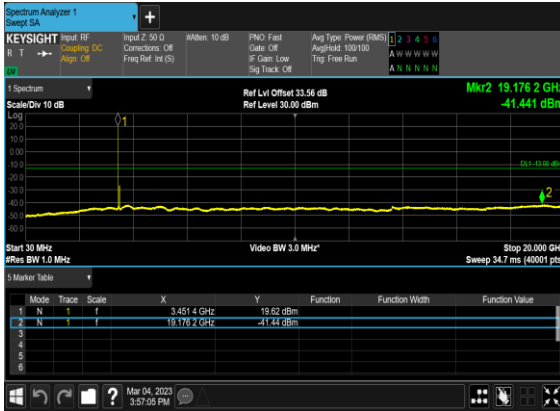 Spectrum Analyzer 1
Swept SA
+
KEYSIGHT Input: RF Input Z: 50 Ω #Atten: 10 dB PNO: Fast Avg Type: Power (RMS) 1 2 3 4 5 6
R T Coupling: DC Corrections: Off Gate: Off Avg|Hold: 100/100 A W W W W W
Align: Off Freq Ref: Int (S) IF Gain: Low Trig: Free Run
LXI Sig Track: Off A N N N N N
1 Spectrum Ref Lvl Offset 33.56 dB Mkr2 19.176 2 GHz
Scale/Div 10 dB Ref Level 30.00 dBm -41.441 dBm
Log
1
20.0
10.0
0.00
-10.0
DL1 -13.00 dBm
-20.0
-30.0
2
-40.0
-50.0
-60.0
Start 30 MHz Video BW 3.0 MHz* Stop 20.000 GH
#Res BW 1.0 MHz Sweep 34.7 ms (40001 pts
5 Marker Table
Mode Trace Scale X Y Function Function Width Function Value
1 N 1 f 3.451 4 GHz 19.62 dBm
2 N 1 f 19.176 2 GHz -41.44 dBm
3
4
5
6
? Mar 04, 2023
3:57:05 PM